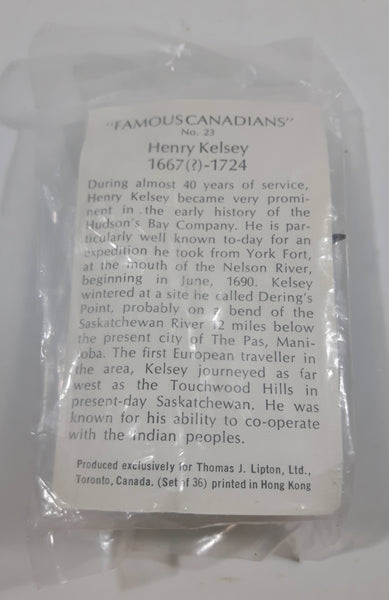 "FAMOUS CANADIANS"
No. 23
Henry Kelsey
1667(?)-1724
During almost 40 years of service,
Henry Kelsey became very promi-
nent in the early history of the
Hudson's Bay Company. He is par-
ticularly well known to-day for an
expedition he took from York Fort,
at the mouth of the Nelson River,
beginning in June, 1690. Kelsey
wintered at a site he called Dering's
Point, probably on a bend of the
Saskatchewan River 12 miles below
the present city of The Pas, Mani-
toba. The first European traveller in
the area, Kelsey journeyed as far
west as the Touchwood Hills in
present-day Saskatchewan. He was
known for his ability to co-operate
with the Indian peoples.
Produced exclusively for Thomas J. Lipton, Ltd.,
Toronto, Canada. (Set of 36) printed in Hong Kong